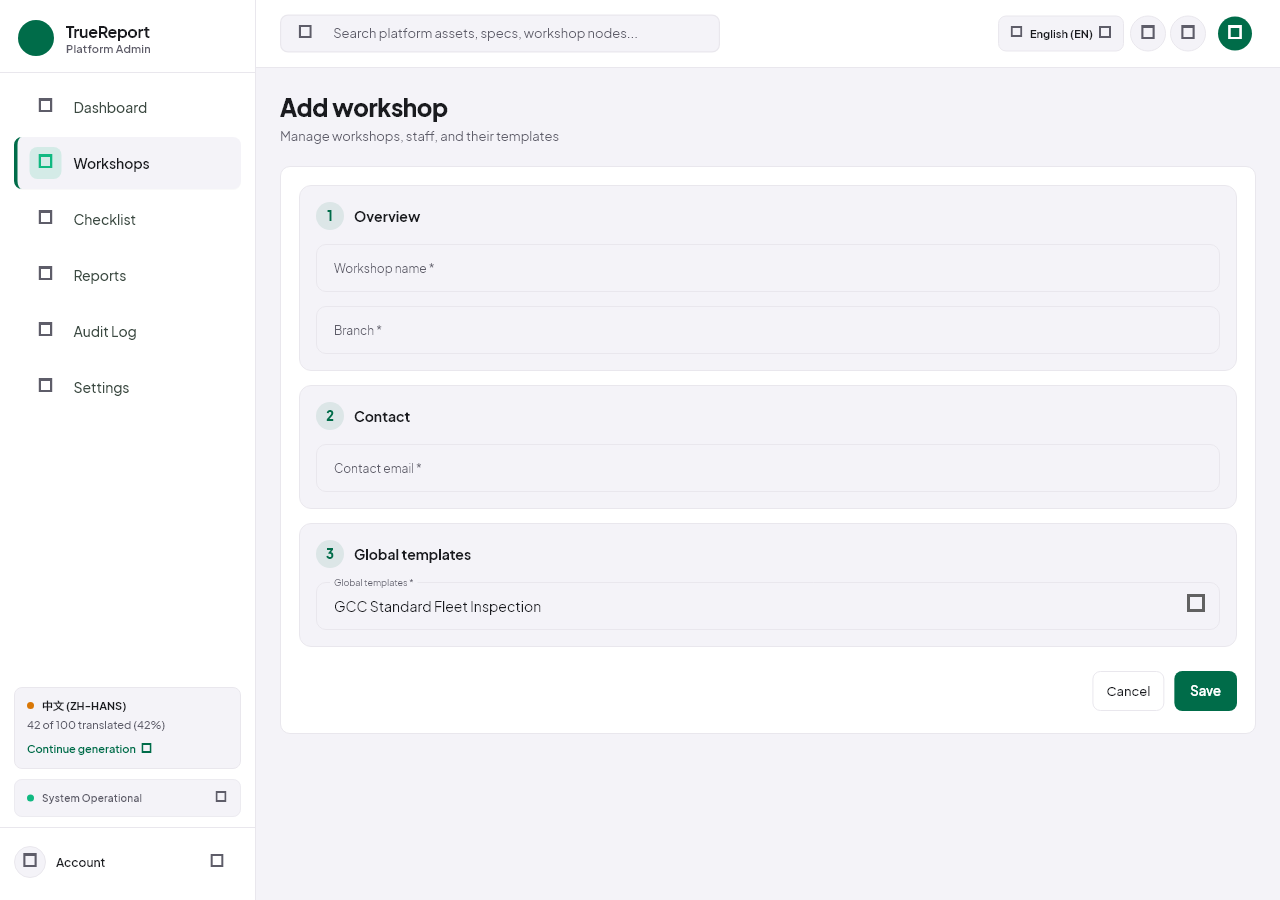 TrueReport
Platform Admin
Dashboard
Workshops
Checklist
Reports
Audit Log
Settings
中文 (ZH-HANS)
42 of 100 translated (42%)
Continue generation
System Operational
Account
Search platform assets, specs, workshop nodes...
English (EN)
Add workshop
Manage workshops, staff, and their templates
1 Overview
Workshop name *
Branch *
2 Contact
Contact email *
3 Global templates
Global templates *
GCC Standard Fleet Inspection
Cancel
Save